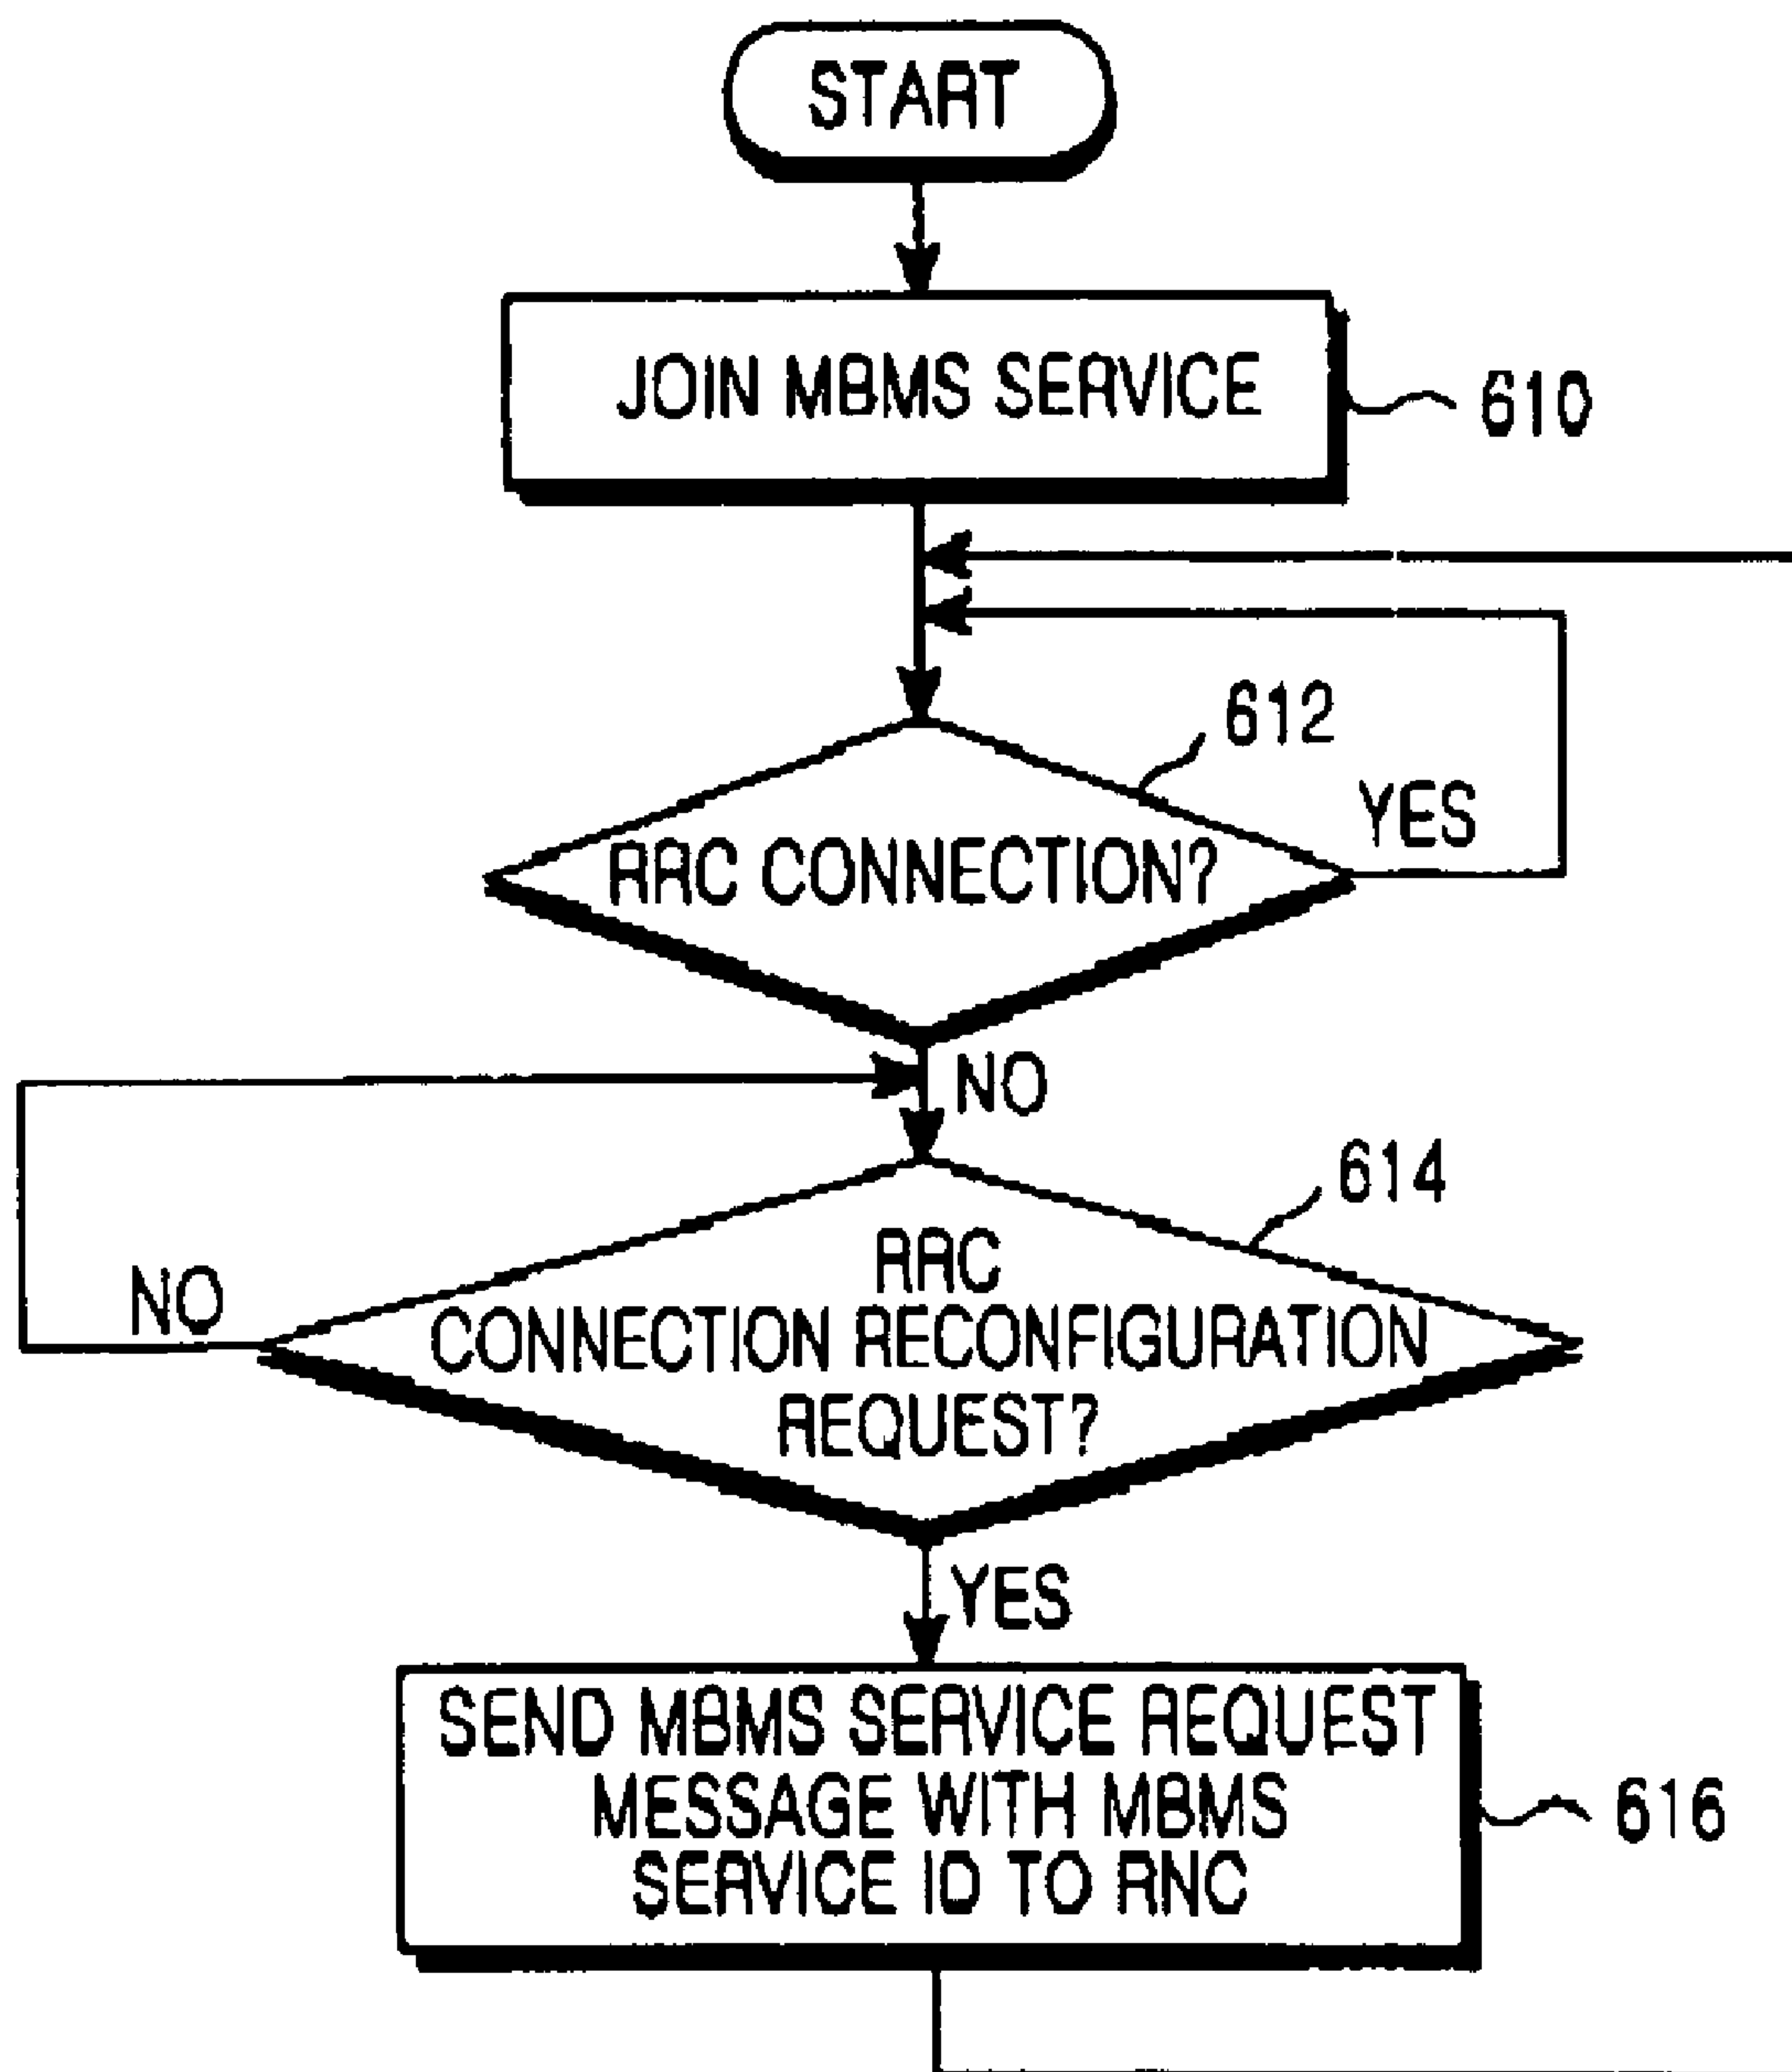 START
JOIN MBMS SERVICE
610
612
YES
RRC CONNECTION?
NO
614
RRC
CONNECTION RECONFIGURATION
REQUEST?
NO
YES
SEND MBMS SERVICE REQUEST
MESSAGE WITH MBMS
SERVICE ID TO RNC
616